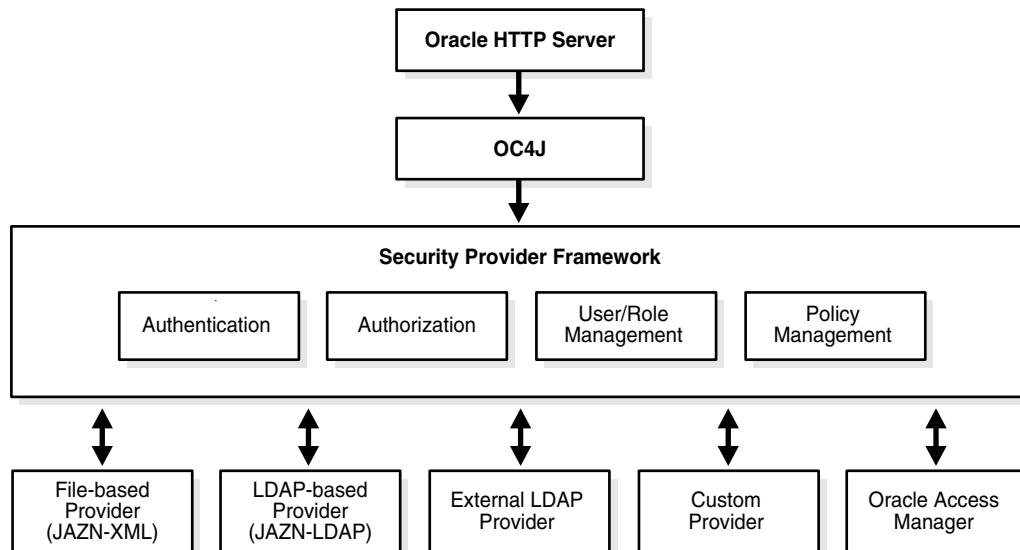 Oracle HTTP Server
OC4J
Security Provider Framework
Authentication
Authorization
User/Role
Management
Policy
Management
File-based
Provider
(JAZN-XML)
LDAP-based
Provider
(JAZN-LDAP)
External LDAP
Provider
Custom
Provider
Oracle Access
Manager